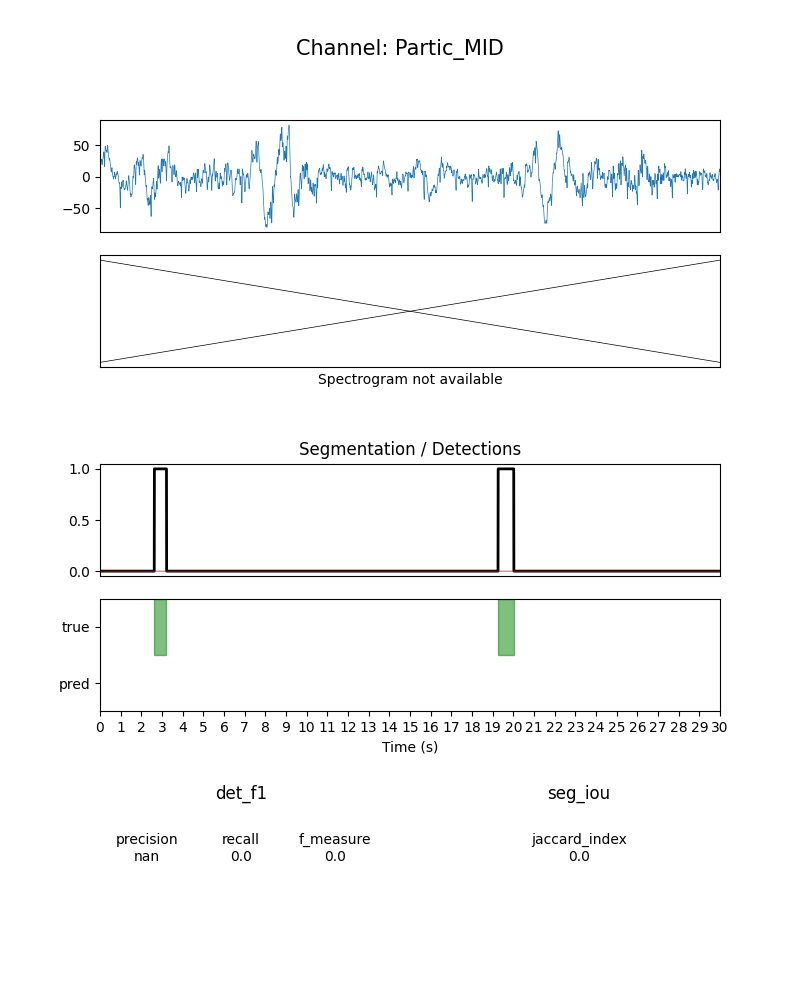 Channel: Partic_MID
50
0
−50
Spectrogram not available
Segmentation / Detections
1.0
0.5
0.0
true
pred
0 1 2 3 4 5 6 7 8 9 10 11 12 13 14 15 16 17 18 19 20 21 22 23 24 25 26 27 28 29 30
Time (s)
det_f1 seg_iou
precision recall f_measure jaccard_index
nan 0.0 0.0 0.0